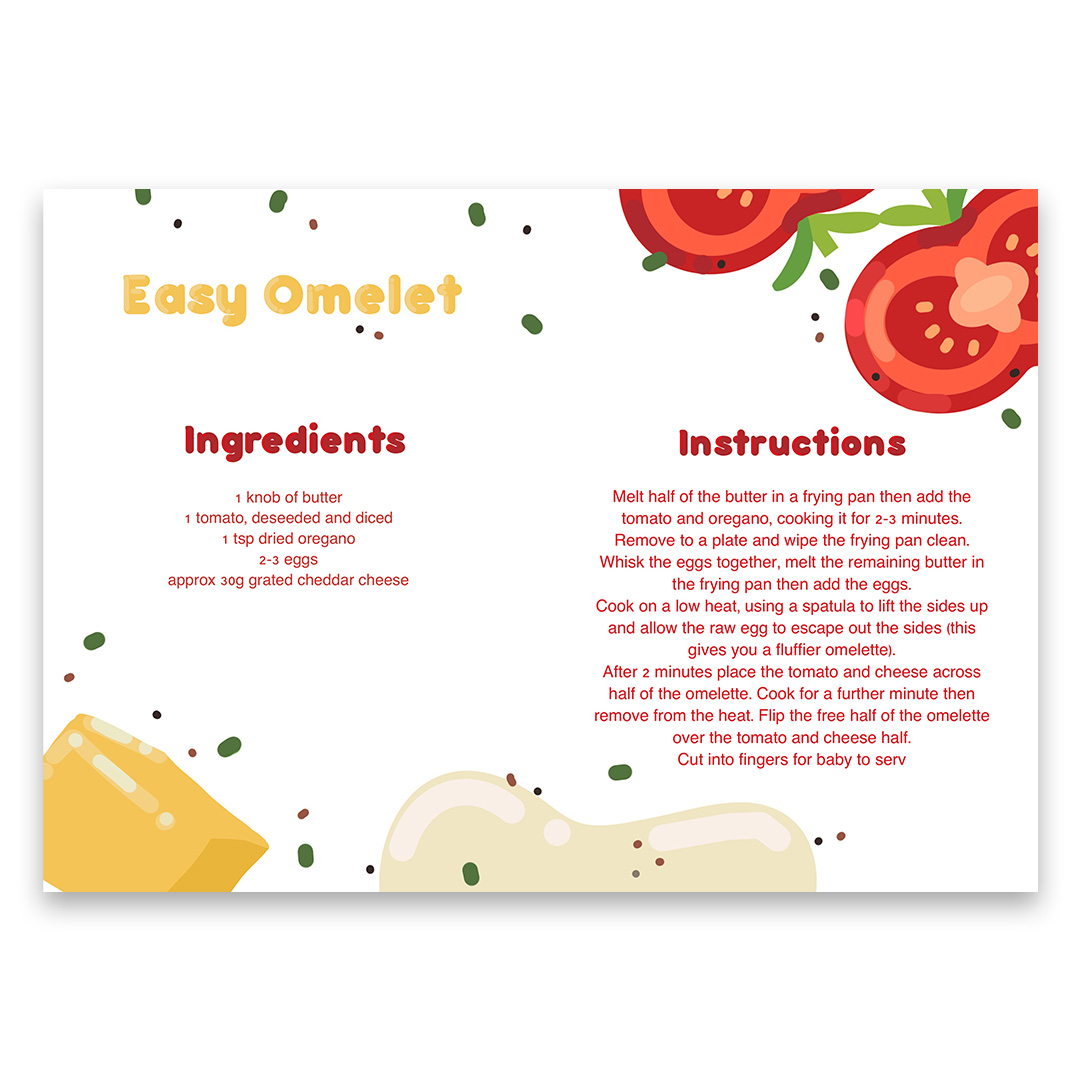 Easy Omelet
Ingredients
1 knob of butter
1 tomato, deseeded and diced
1 tsp dried oregano
2-3 eggs
approx 30g grated cheddar cheese
Instructions
Melt half of the butter in a frying pan then add the
tomato and oregano, cooking it for 2-3 minutes.
Remove to a plate and wipe the frying pan clean.
Whisk the eggs together, melt the remaining butter in
the frying pan then add the eggs.
Cook on a low heat, using a spatula to lift the sides up
and allow the raw egg to escape out the sides (this
gives you a fluffier omelette).
After 2 minutes place the tomato and cheese across
half of the omelette. Cook for a further minute then
remove from the heat. Flip the free half of the omelette
over the tomato and cheese half.
Cut into fingers for baby to serv